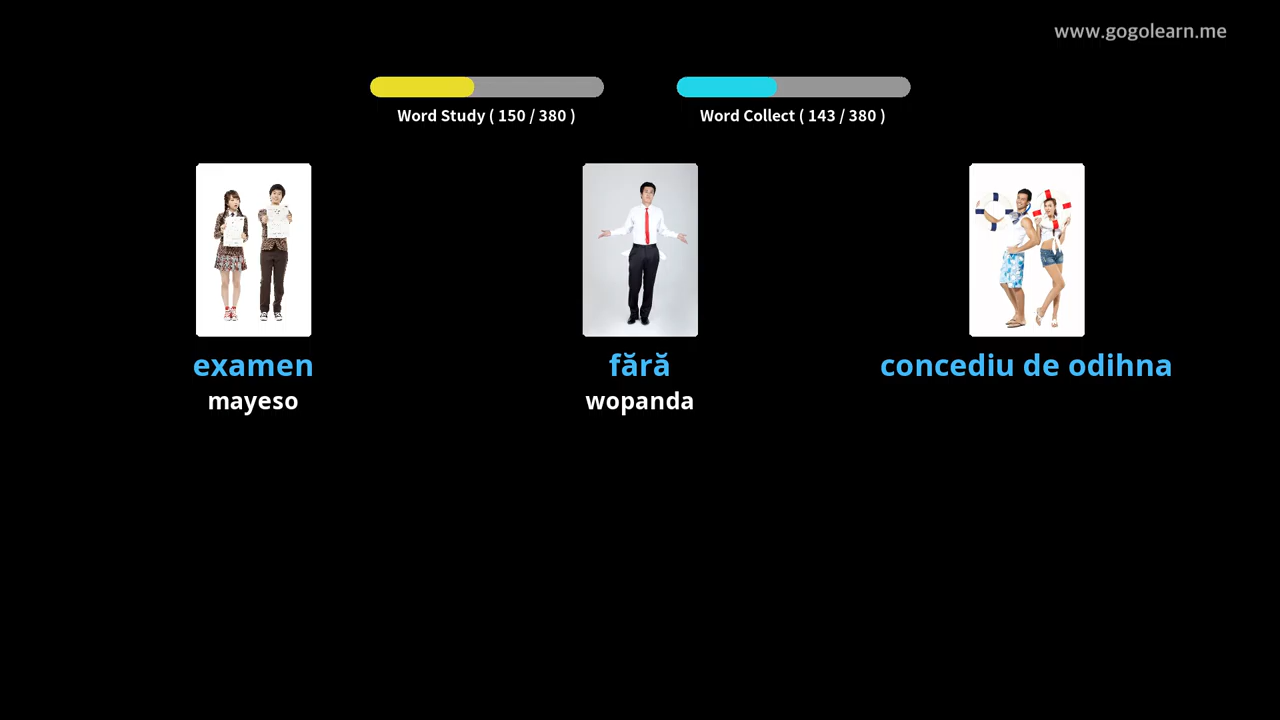 www.gogolearn.me
Word Study ( 150 / 380 )
Word Collect ( 143 / 380 )
examen
mayeso
fără
wopanda
concediu de odihna